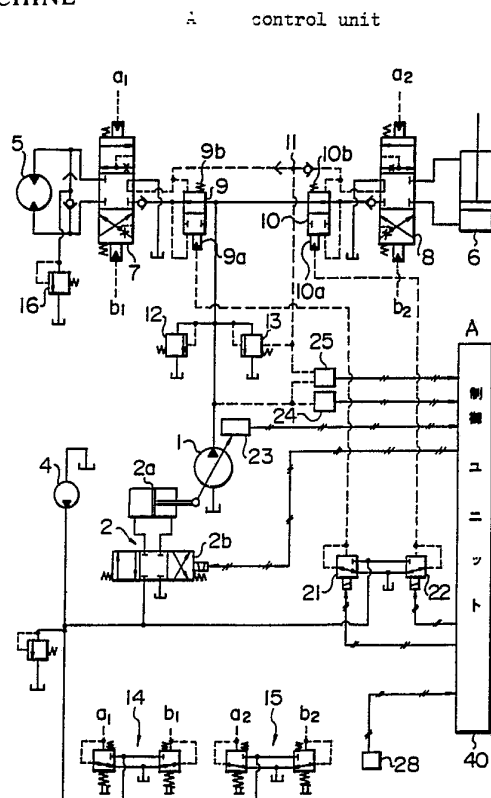 CHINE
A control unit
a₁
a₂
11
5
9b
10b
9
10
7
8
6
9a
10a
16
b₁
b₂
12
13
A
25
24
制御ユニット
1
23
4
2a
2
2b
21
22
a₁
14
b₁
a₂
15
b₂
28
40